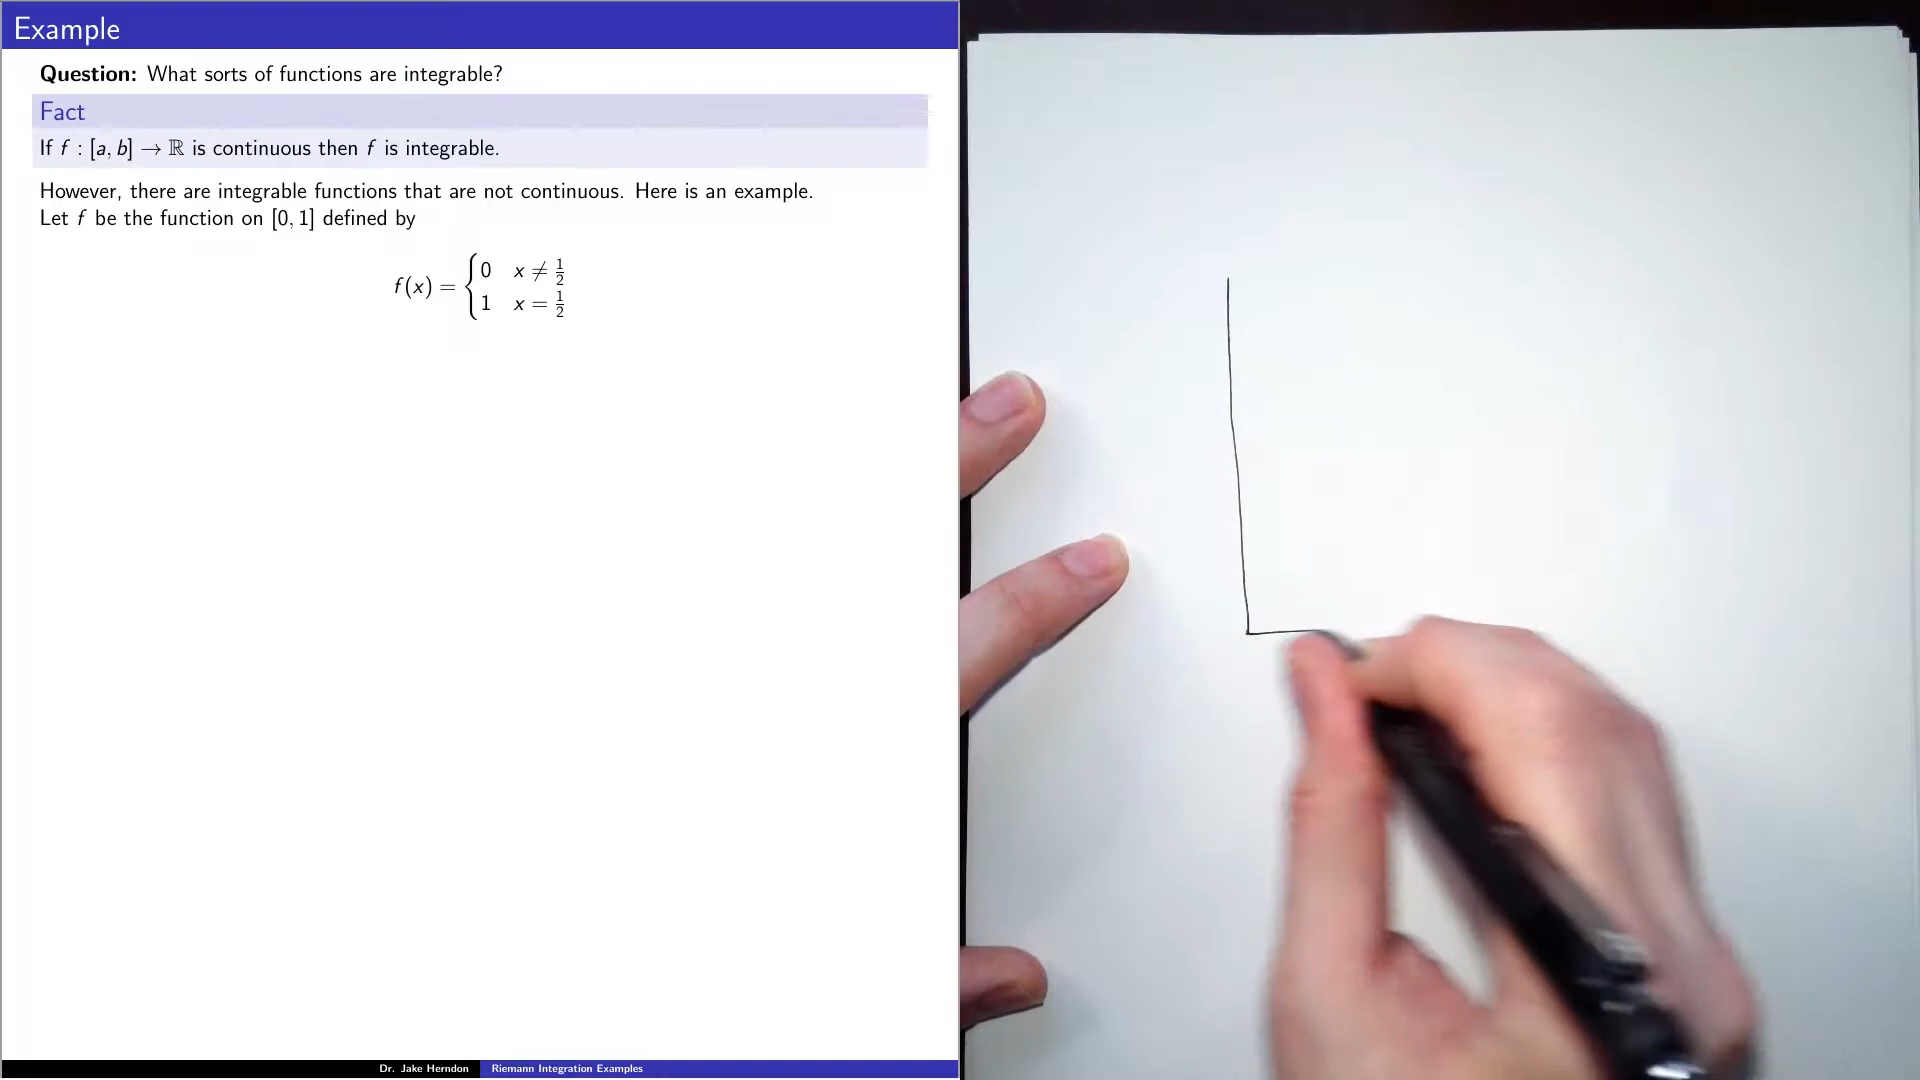 Example
Question: What sorts of functions are integrable?
Fact
If f : [a, b] → ℝ is continuous then f is integrable.
However, there are integrable functions that are not continuous. Here is an example.
Let f be the function on [0, 1] defined by
f(x) = { 0 x ≠ 1/2
1 x = 1/2
Dr. Jake Herndon Riemann Integration Examples